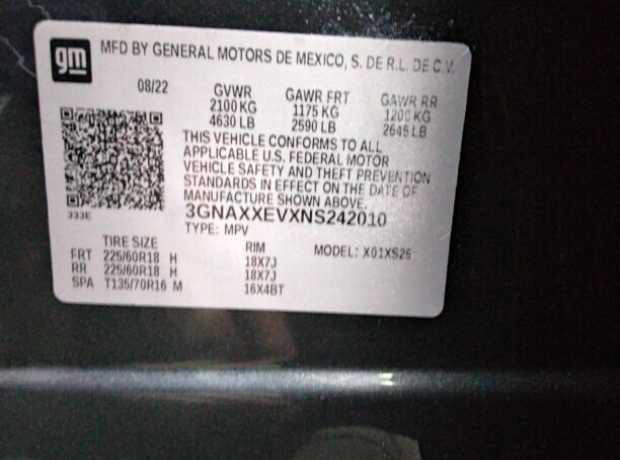 gm
MFD BY GENERAL MOTORS DE MEXICO, S. DE R.L. DE C.V.
08/22 GVWR GAWR FRT GAWR RR
2100 KG 1175 KG 1200 KG
4630 LB 2590 LB 2645 LB
THIS VEHICLE CONFORMS TO ALL
APPLICABLE U.S. FEDERAL MOTOR
VEHICLE SAFETY AND THEFT PREVENTION
STANDARDS IN EFFECT ON THE DATE OF
MANUFACTURE SHOWN ABOVE.
333E 3GNAXXEVXNS242010
TYPE: MPV
TIRE SIZE RIM MODEL: X01XS26
FRT 225/60R18 H 18X7J
RR 225/60R18 H 18X7J
SPA T135/70R16 M 16X4BT